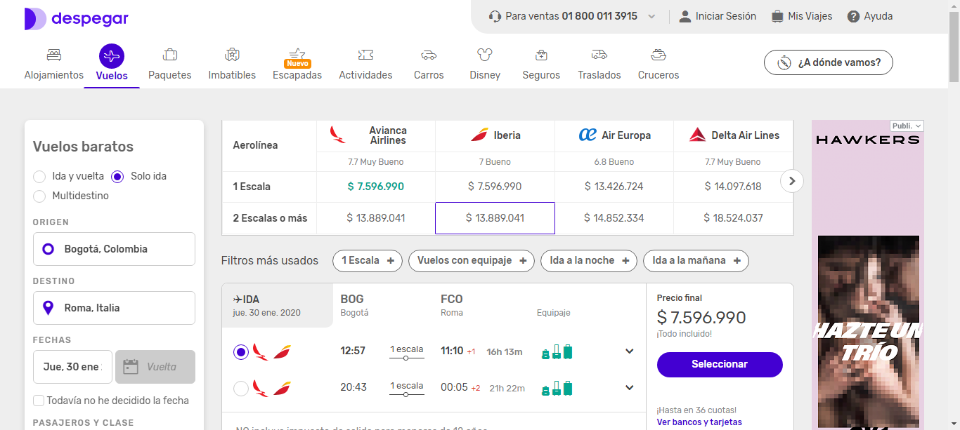 despegar
Para ventas 01 800 011 3915
Iniciar Sesión
Mis Viajes
Ayuda
Alojamientos
Vuelos
Paquetes
Imbatibles
Nuevo
Escapadas
Actividades
Carros
Disney
Seguros
Traslados
Cruceros
¿A dónde vamos?
Vuelos baratos
Ida y vuelta
Solo ida
Multidestino
ORIGEN
Bogotá, Colombia
DESTINO
Roma, Italia
FECHAS
Jue, 30 ene
Vuelta
Todavía no he decidido la fecha
PASAJEROS Y CLASE
Aerolínea
Avianca
Airlines
Iberia
Air Europa
Delta Air Lines
7.7 Muy Bueno
7 Bueno
6.8 Bueno
7.7 Muy Bueno
1 Escala
$ 7.596.990
$ 7.596.990
$ 13.426.724
$ 14.097.618
2 Escalas o más
$ 13.889.041
$ 13.889.041
$ 14.852.334
$ 18.524.037
Filtros más usados
1 Escala +
Vuelos con equipaje +
Ida a la noche +
Ida a la mañana +
IDA
jue. 30 ene. 2020
BOG
Bogotá
FCO
Roma
Equipaje
12:57
1 escala
11:10 +1
16h 13m
20:43
1 escala
00:05 +2
21h 22m
Precio final
$ 7.596.990
¡Todo incluido!
Seleccionar
¡Hasta en 36 cuotas!
Ver bancos y tarjetas
Publi.
HAWKERS
HAZTE UN
TRÍO